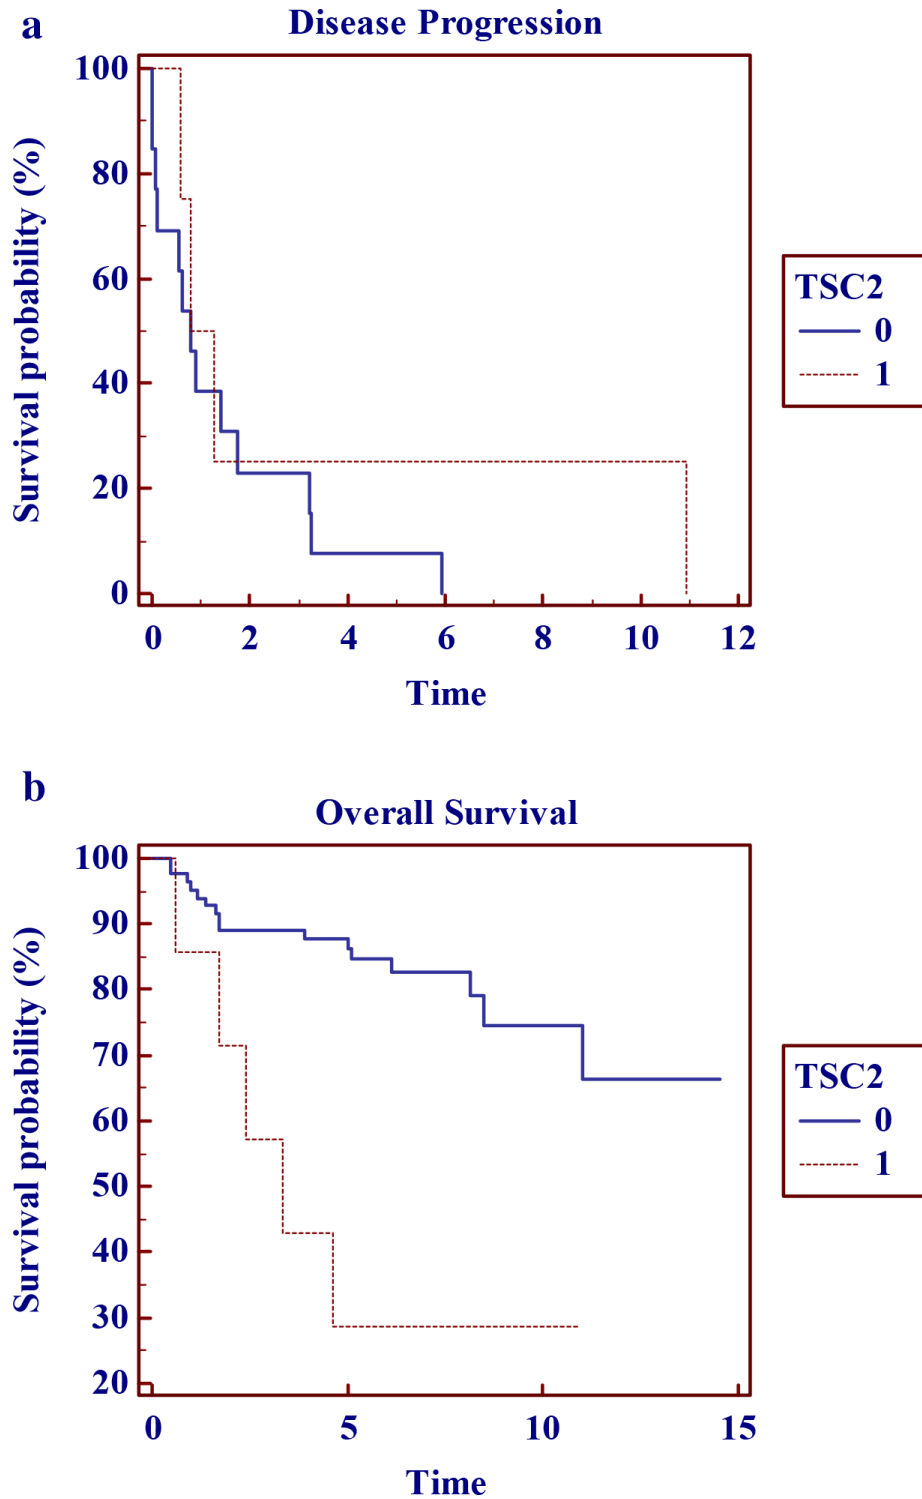 a
Disease Progression
Survival probability (%)
100
80
60
40
20
0
0 2 4 6 8 10 12
Time
TSC2
0
1
b
Overall Survival
Survival probability (%)
100
90
80
70
60
50
40
30
20
0 5 10 15
Time
TSC2
0
1